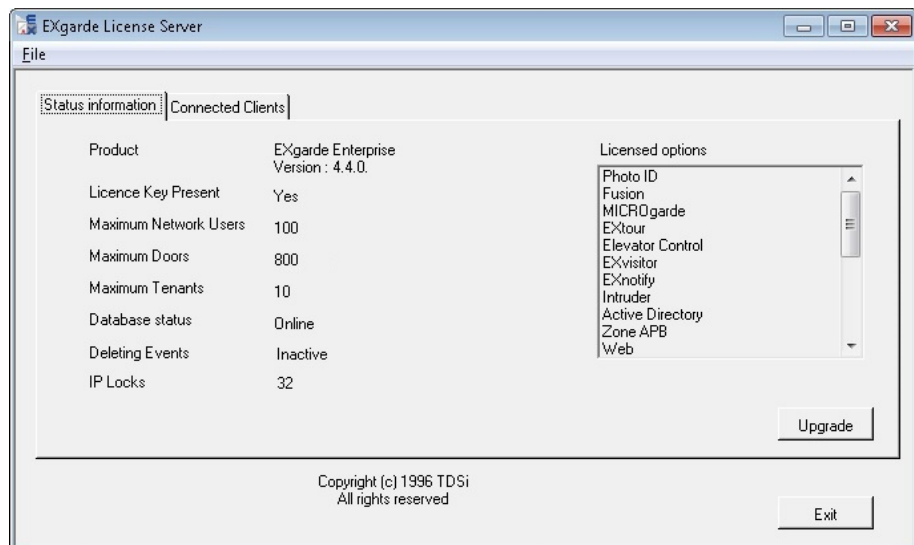 EXgarde License Server
File
Status information
Connected Clients
Product
EXgarde Enterprise
Version : 4.4.0.
Licence Key Present
Yes
Maximum Network Users
100
Maximum Doors
800
Maximum Tenants
10
Database status
Online
Deleting Events
Inactive
IP Locks
32
Licensed options
Photo ID
Fusion
MICROgarde
EXtour
Elevator Control
EXvisitor
EXnotify
Intruder
Active Directory
Zone APB
Web
Upgrade
Copyright (c) 1996 TDSi
All rights reserved
Exit